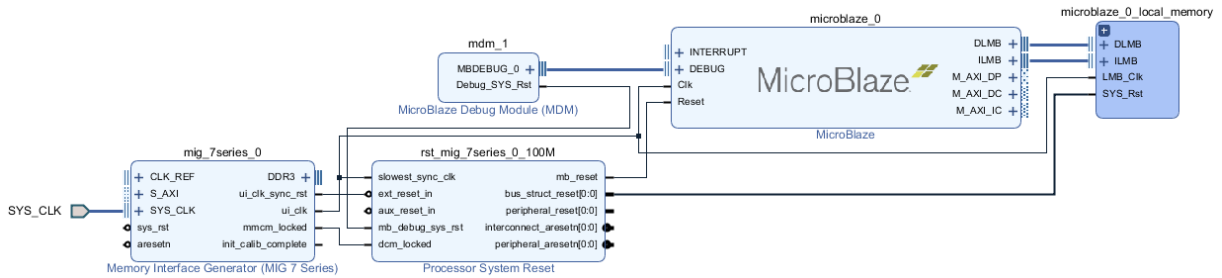 microblaze_0_local_memory
microblaze_0
mdm_1
INTERRUPT
DEBUG
Clk
Reset
MicroBlaze
DLMB
ILMB
M_AXI_DP
M_AXI_DC
M_AXI_IC
MicroBlaze
DLMB
ILMB
LMB_Clk
SYS_Rst
MBDEBUG_0
Debug_SYS_Rst
MicroBlaze Debug Module (MDM)
mig_7series_0
CLK_REF
S_AXI
SYS_CLK
sys_rst
aresetn
DDR3
ui_clk_sync_rst
ui_clk
mmcm_locked
init_calib_complete
Memory Interface Generator (MIG 7 Series)
SYS_CLK
rst_mig_7series_0_100M
slowest_sync_clk
ext_reset_in
aux_reset_in
mb_debug_sys_rst
dcm_locked
mb_reset
bus_struct_reset[0:0]
peripheral_reset[0:0]
interconnect_aresetn[0:0]
peripheral_aresetn[0:0]
Processor System Reset